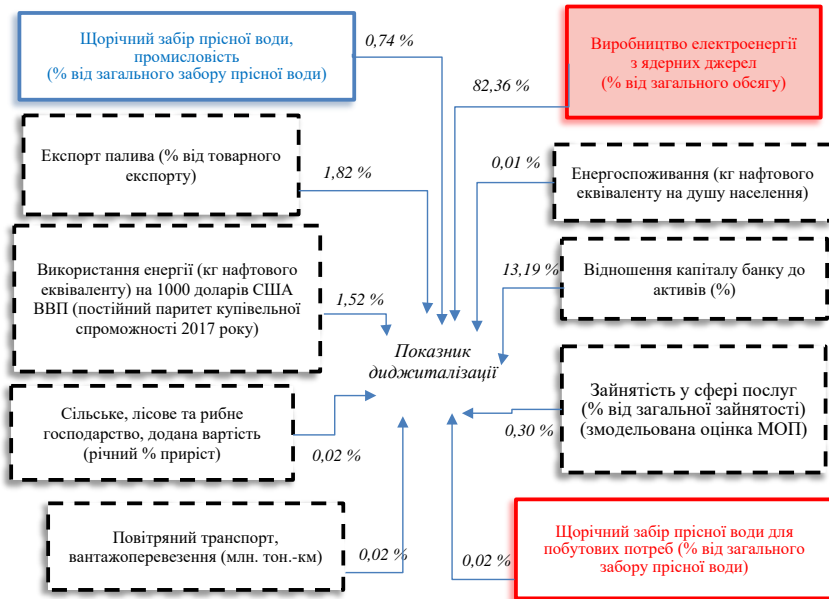 Щорічний забір прісної води,
промисловість
(% від загального забору прісної води)
0,74 %
Виробництво електроенергії
з ядерних джерел
(% від загального обсягу)
82,36 %
Експорт палива (% від товарного
експорту)
1,82 %
Енергоспоживання (кг нафтового
еквіваленту на душу населення)
0,01 %
Використання енергії (кг нафтового
еквіваленту) на 1000 доларів США
ВВП (постійний паритет купівельної
спроможності 2017 року)
1,52 %
Відношення капіталу банку до
активів (%)
13,19 %
Показник
диджиталізації
Сільське, лісове та рибне
господарство, додана вартість
(річний % приріст)
0,02 %
Зайнятість у сфері послуг
(% від загальної зайнятості)
(змодельована оцінка МОП)
0,30 %
Повітряний транспорт,
вантажоперевезення (млн. тон.-км)
0,02 %
Щорічний забір прісної води для
побутових потреб (% від загального
забору прісної води)
0,02 %